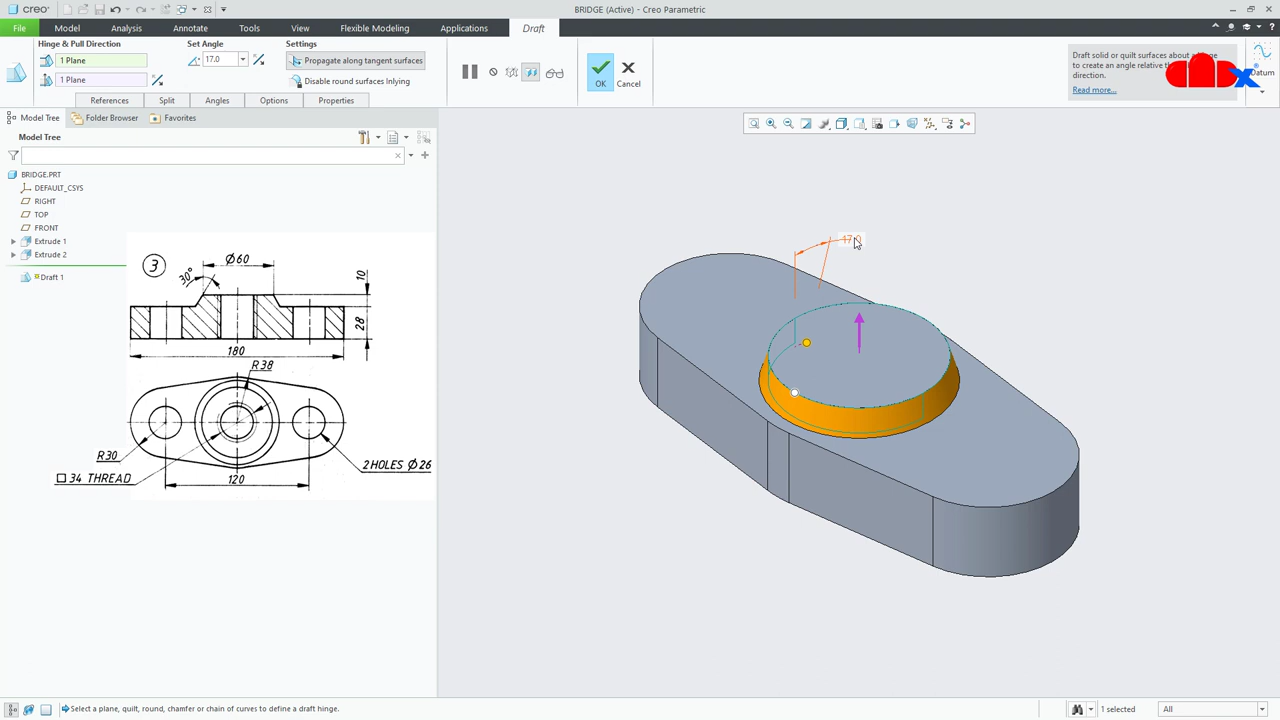 creo
BRIDGE (Active) - Creo Parametric
File
Model
Analysis
Annotate
Tools
View
Flexible Modeling
Applications
Draft
Hinge & Pull Direction
Set Angle
Settings
1 Plane
17.0
Propagate along tangent surfaces
1 Plane
Disable round surfaces Inlying
OK
Cancel
References
Split
Angles
Options
Properties
Draft solid or quilt surfaces about a
to create an angle relative
direction.
Read more...
Datum
Model Tree
Folder Browser
Favorites
Model Tree
BRIDGE.PRT
DEFAULT_CSYS
RIGHT
TOP
FRONT
Extrude 1
Extrude 2
Draft 1
3
30°
Ø60
10
28
180
R38
R30
34 THREAD
120
2 HOLES Ø26
17.0
Select a plane, quilt, round, chamfer or chain of curves to define a draft hinge.
1 selected
All